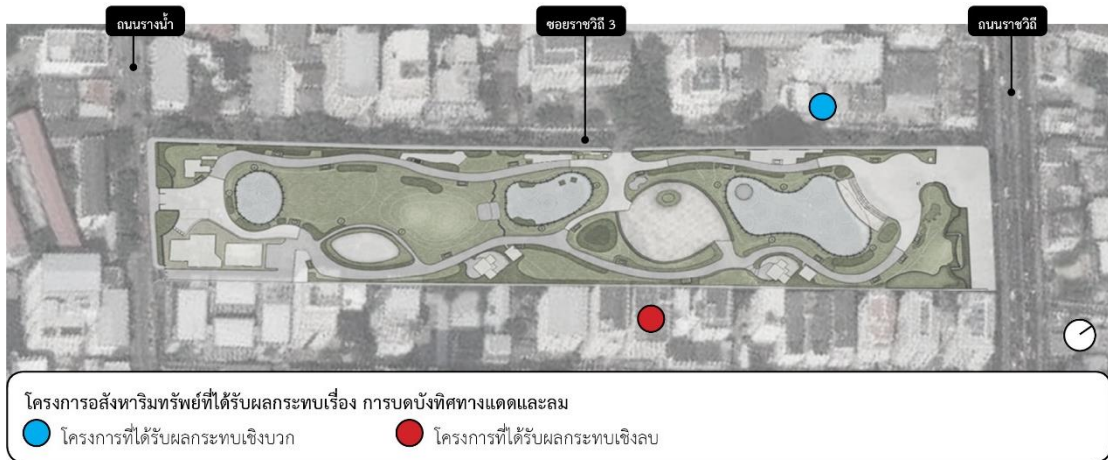 ถนนรางน้ำ
ซอยราชวิถี 3
ถนนราชวิถี
โครงการอสังหาริมทรัพย์ที่ได้รับผลกระทบเรื่อง การบดบังทิศทางแดดและลม
โครงการที่ได้รับผลกระทบเชิงบวก
โครงการที่ได้รับผลกระทบเชิงลบ